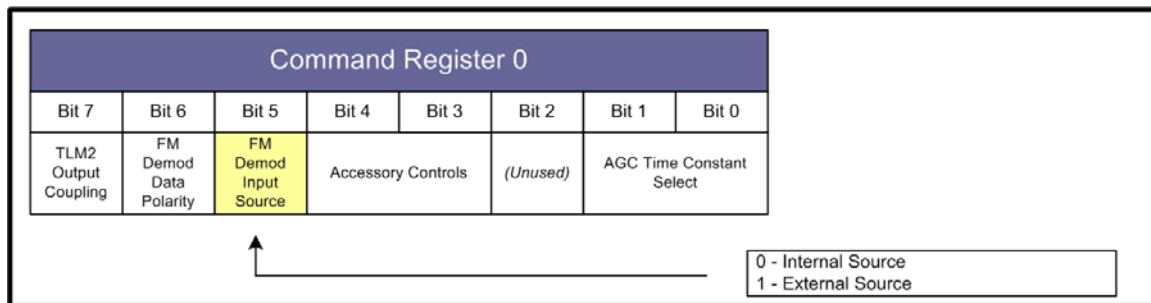 Command Register 0
Bit 7 Bit 6 Bit 5 Bit 4 Bit 3 Bit 2 Bit 1 Bit 0
TLM2
Output
Coupling
FM
Demod
Data
Polarity
FM
Demod
Input
Source
Accessory Controls
(Unused)
AGC Time Constant
Select
0 - Internal Source
1 - External Source